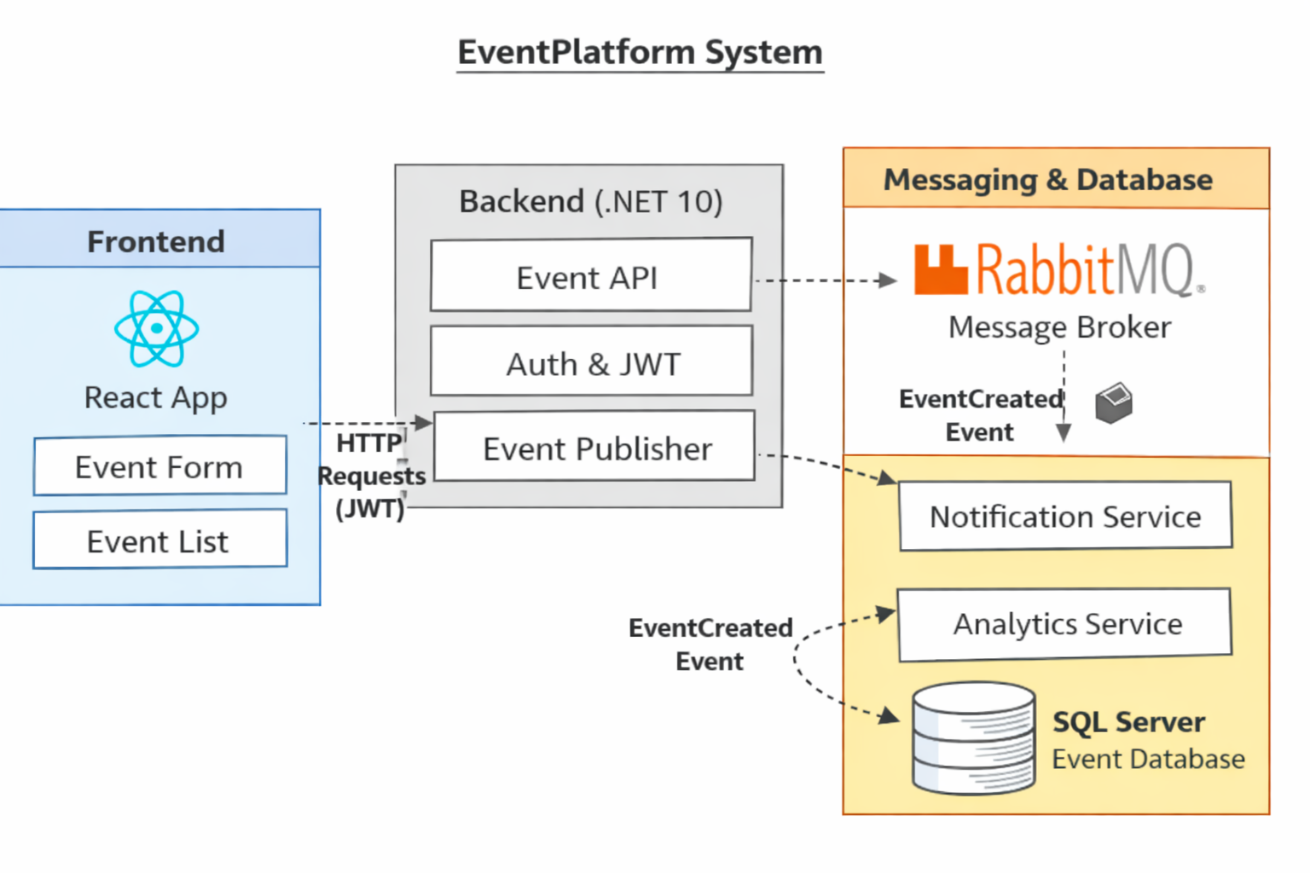 EventPlatform System
Frontend
React App
Event Form
Event List
HTTP
Requests
(JWT)
Backend (.NET 10)
Event API
Auth & JWT
Event Publisher
Messaging & Database
RabbitMQ®
Message Broker
EventCreated
Event
Notification Service
Analytics Service
EventCreated
Event
SQL Server
Event Database